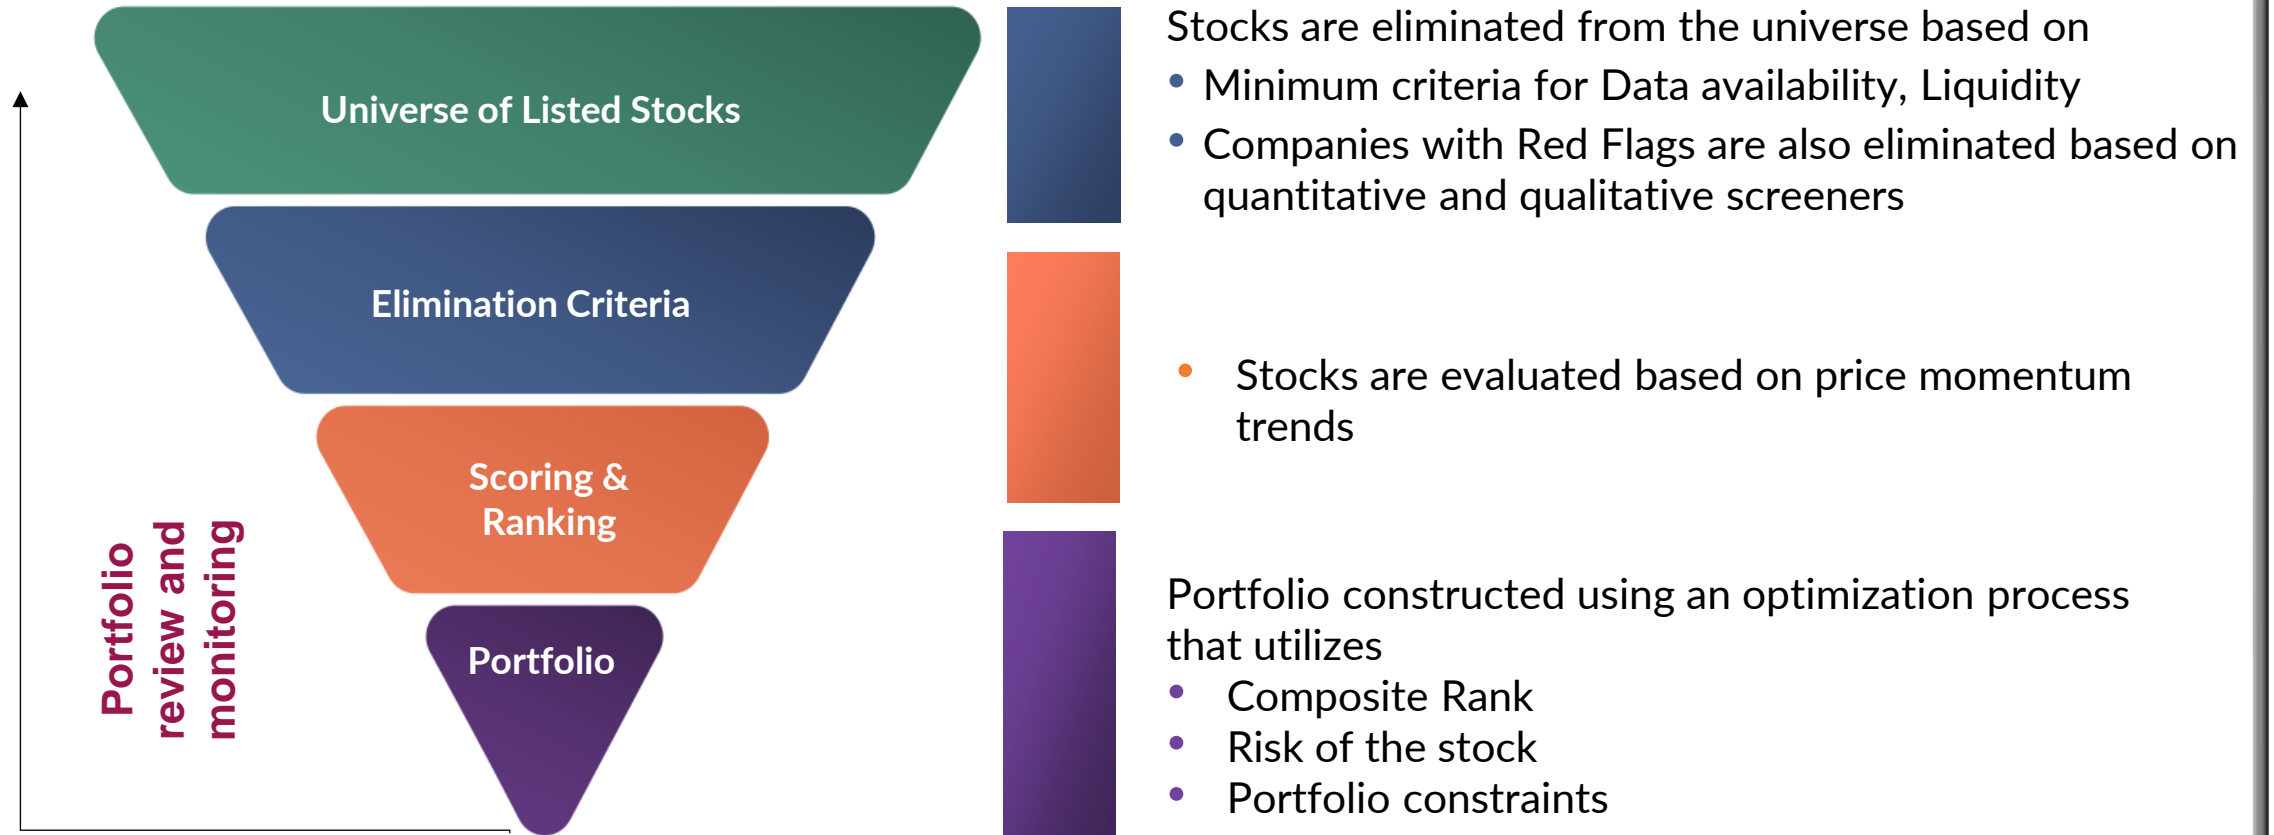 Universe of Listed Stocks
Elimination Criteria
Scoring &
Ranking
Portfolio
Portfolio
review and
monitoring
Stocks are eliminated from the universe based on
• Minimum criteria for Data availability, Liquidity
• Companies with Red Flags are also eliminated based on
quantitative and qualitative screeners
• Stocks are evaluated based on price momentum
trends
Portfolio constructed using an optimization process
that utilizes
• Composite Rank
• Risk of the stock
• Portfolio constraints